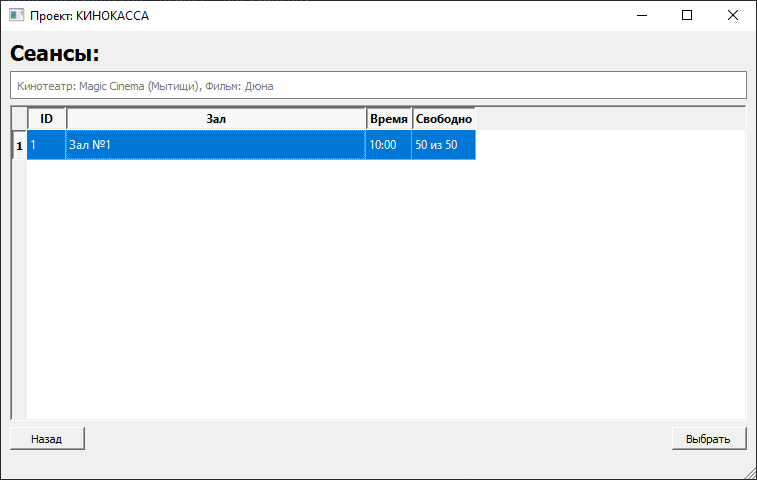 Проект: КИНОКАССА
Сеансы:
Кинотеатр: Magic Cinema (Мытищи), Фильм: Дюна
ID Зал Время Свободно
1 1 Зал №1 10:00 50 из 50
Назад Выбрать